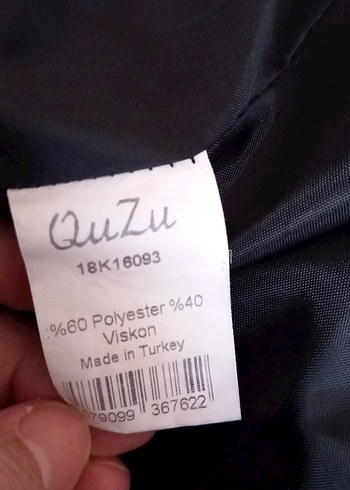 QuZu
18K16093
%60 Polyester %40
Viskon
Made in Turkey
79099 367622